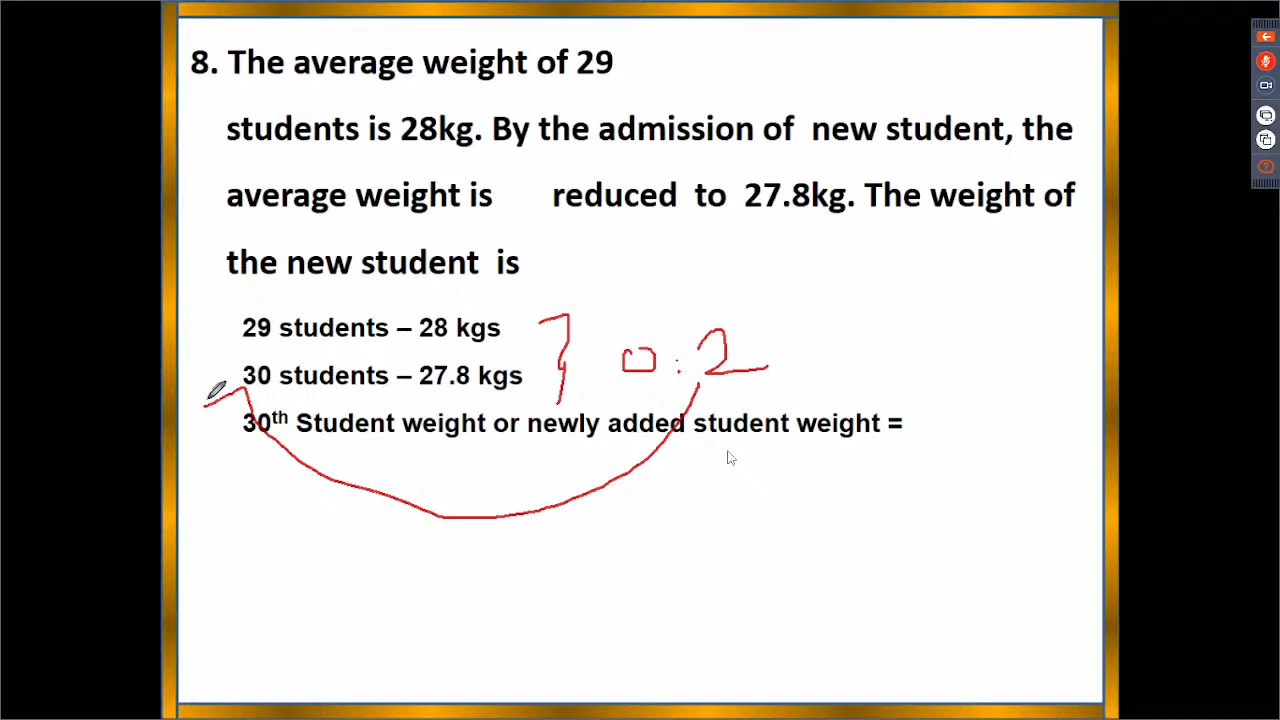 8. The average weight of 29
students is 28kg. By the admission of new student, the
average weight is reduced to 27.8kg. The weight of
the new student is
29 students – 28 kgs
30 students – 27.8 kgs
0.2
30th Student weight or newly added student weight =